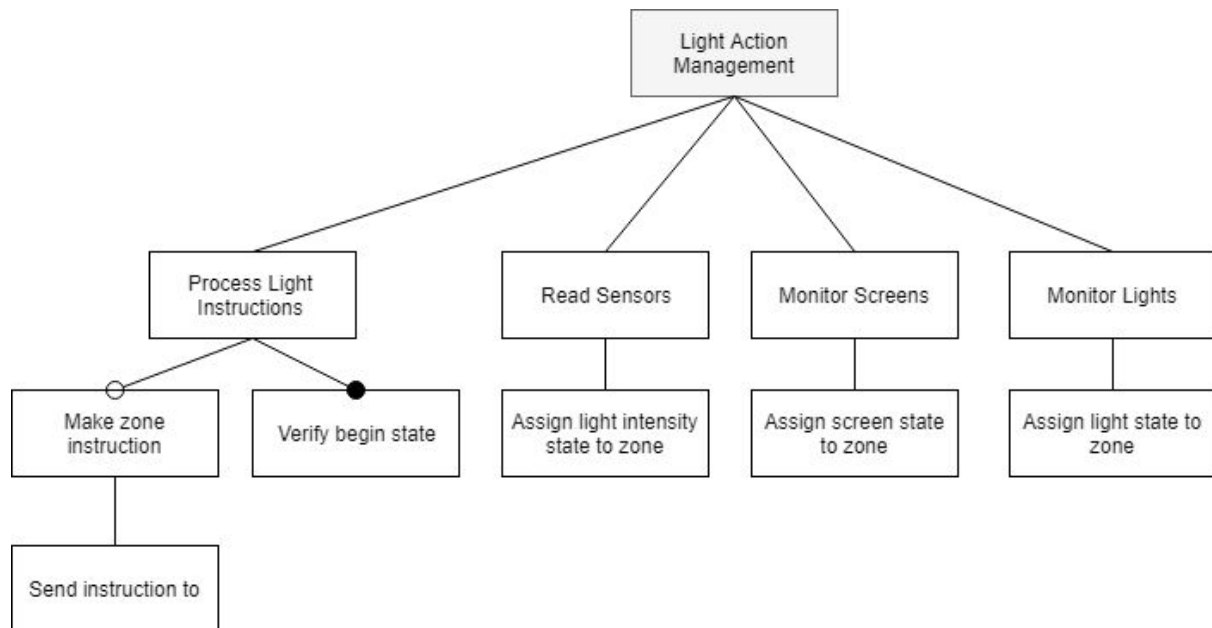 Light Action
Management
Process Light
Instructions
Read Sensors
Monitor Screens
Monitor Lights
Make zone
instruction
Verify begin state
Assign light intensity
state to zone
Assign screen state
to zone
Assign light state to
zone
Send instruction to